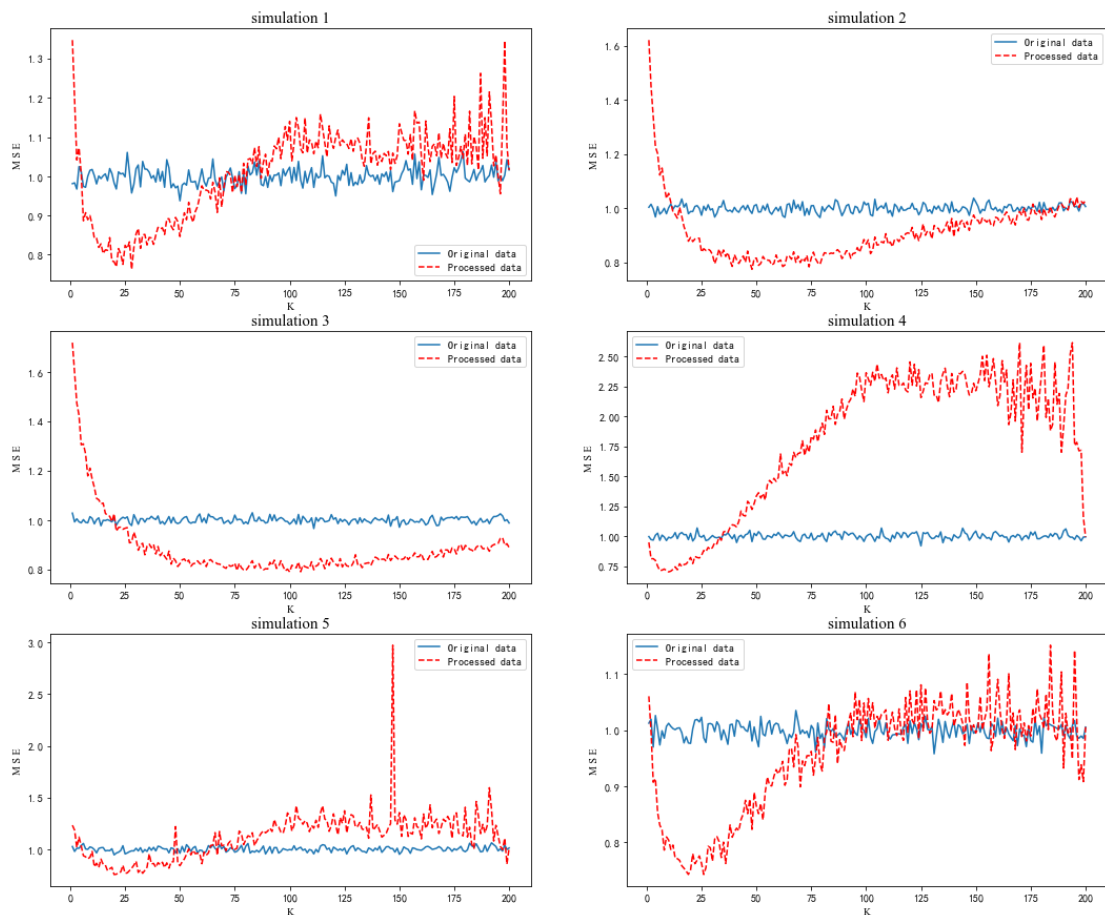 simulation 1
1.3
1.2
1.1
1.0
0.9
0.8
MSE
Original data
Processed data
0 25 50 75 100 125 150 175 200
K
simulation 2
1.6
1.4
1.2
1.0
0.8
MSE
Original data
Processed data
0 25 50 75 100 125 150 175 200
K
simulation 3
1.6
1.4
1.2
1.0
0.8
MSE
Original data
Processed data
0 25 50 75 100 125 150 175 200
K
simulation 4
2.50
2.25
2.00
1.75
1.50
1.25
1.00
0.75
MSE
Original data
Processed data
0 25 50 75 100 125 150 175 200
K
simulation 5
3.0
2.5
2.0
1.5
1.0
MSE
Original data
Processed data
0 25 50 75 100 125 150 175 200
K
simulation 6
1.1
1.0
0.9
0.8
MSE
Original data
Processed data
0 25 50 75 100 125 150 175 200
K